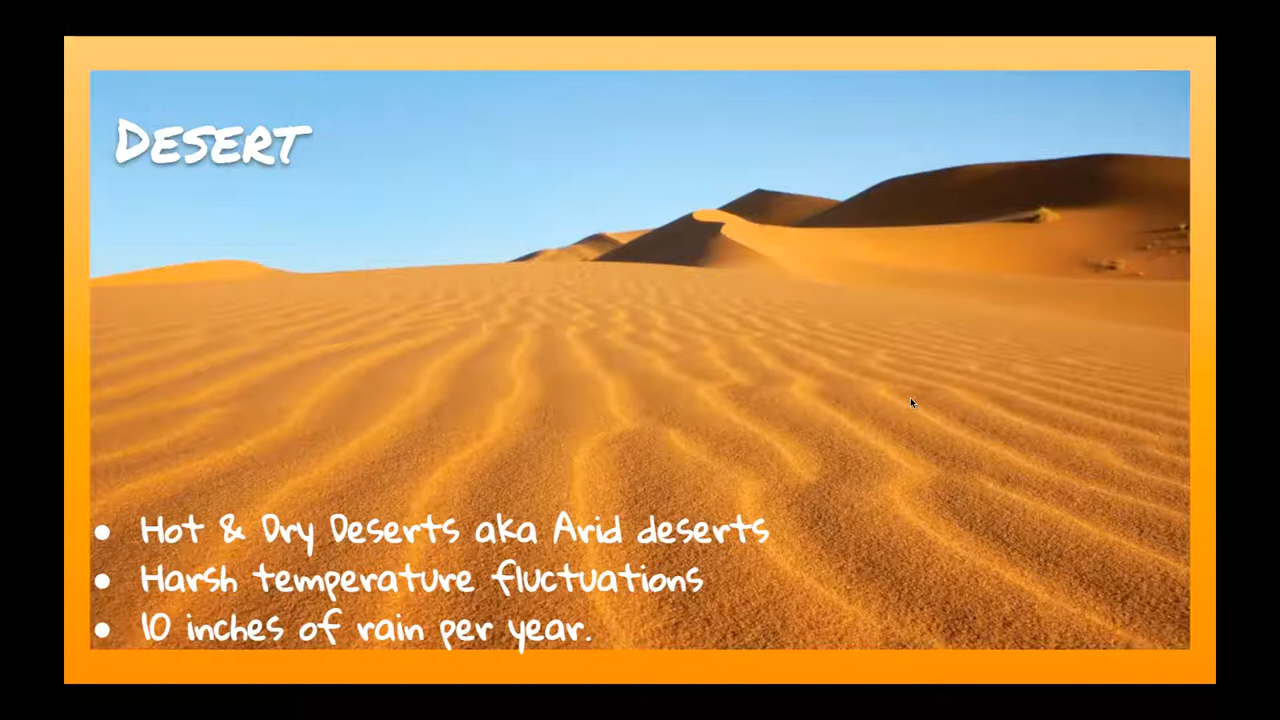 Desert
● Hot & Dry Deserts aka Arid deserts
● Harsh temperature fluctuations
● 10 inches of rain per year.